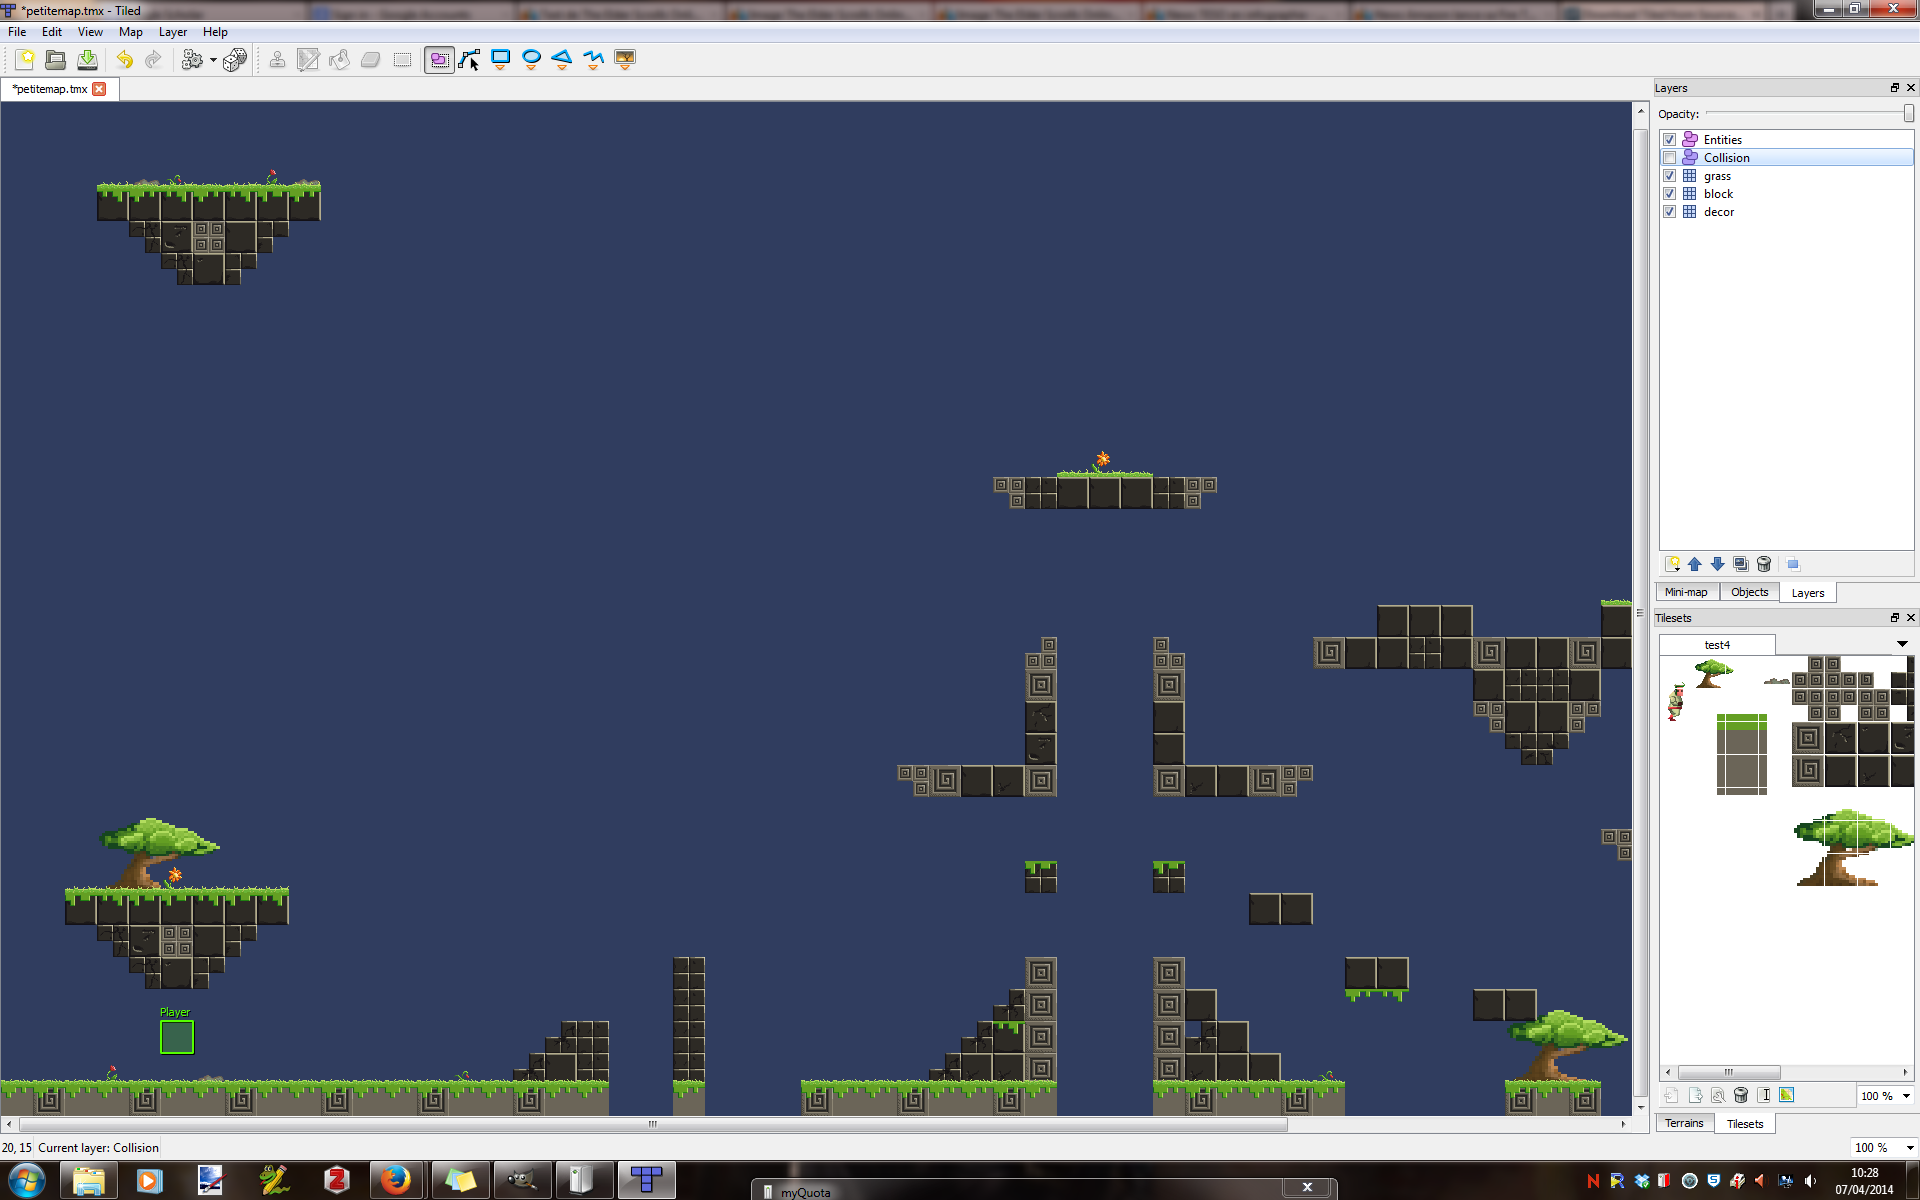 *petitemap.tmx - Tiled
File Edit View Map Layer Help
*petitemap.tmx
Layers
Opacity:
Entities
Collision
grass
block
decor
Mini-map Objects Layers
Tilesets
test4
Player
100 %
Terrains Tilesets
20, 15 Current layer: Collision
100 %
myQuota
10:28
07/04/2014